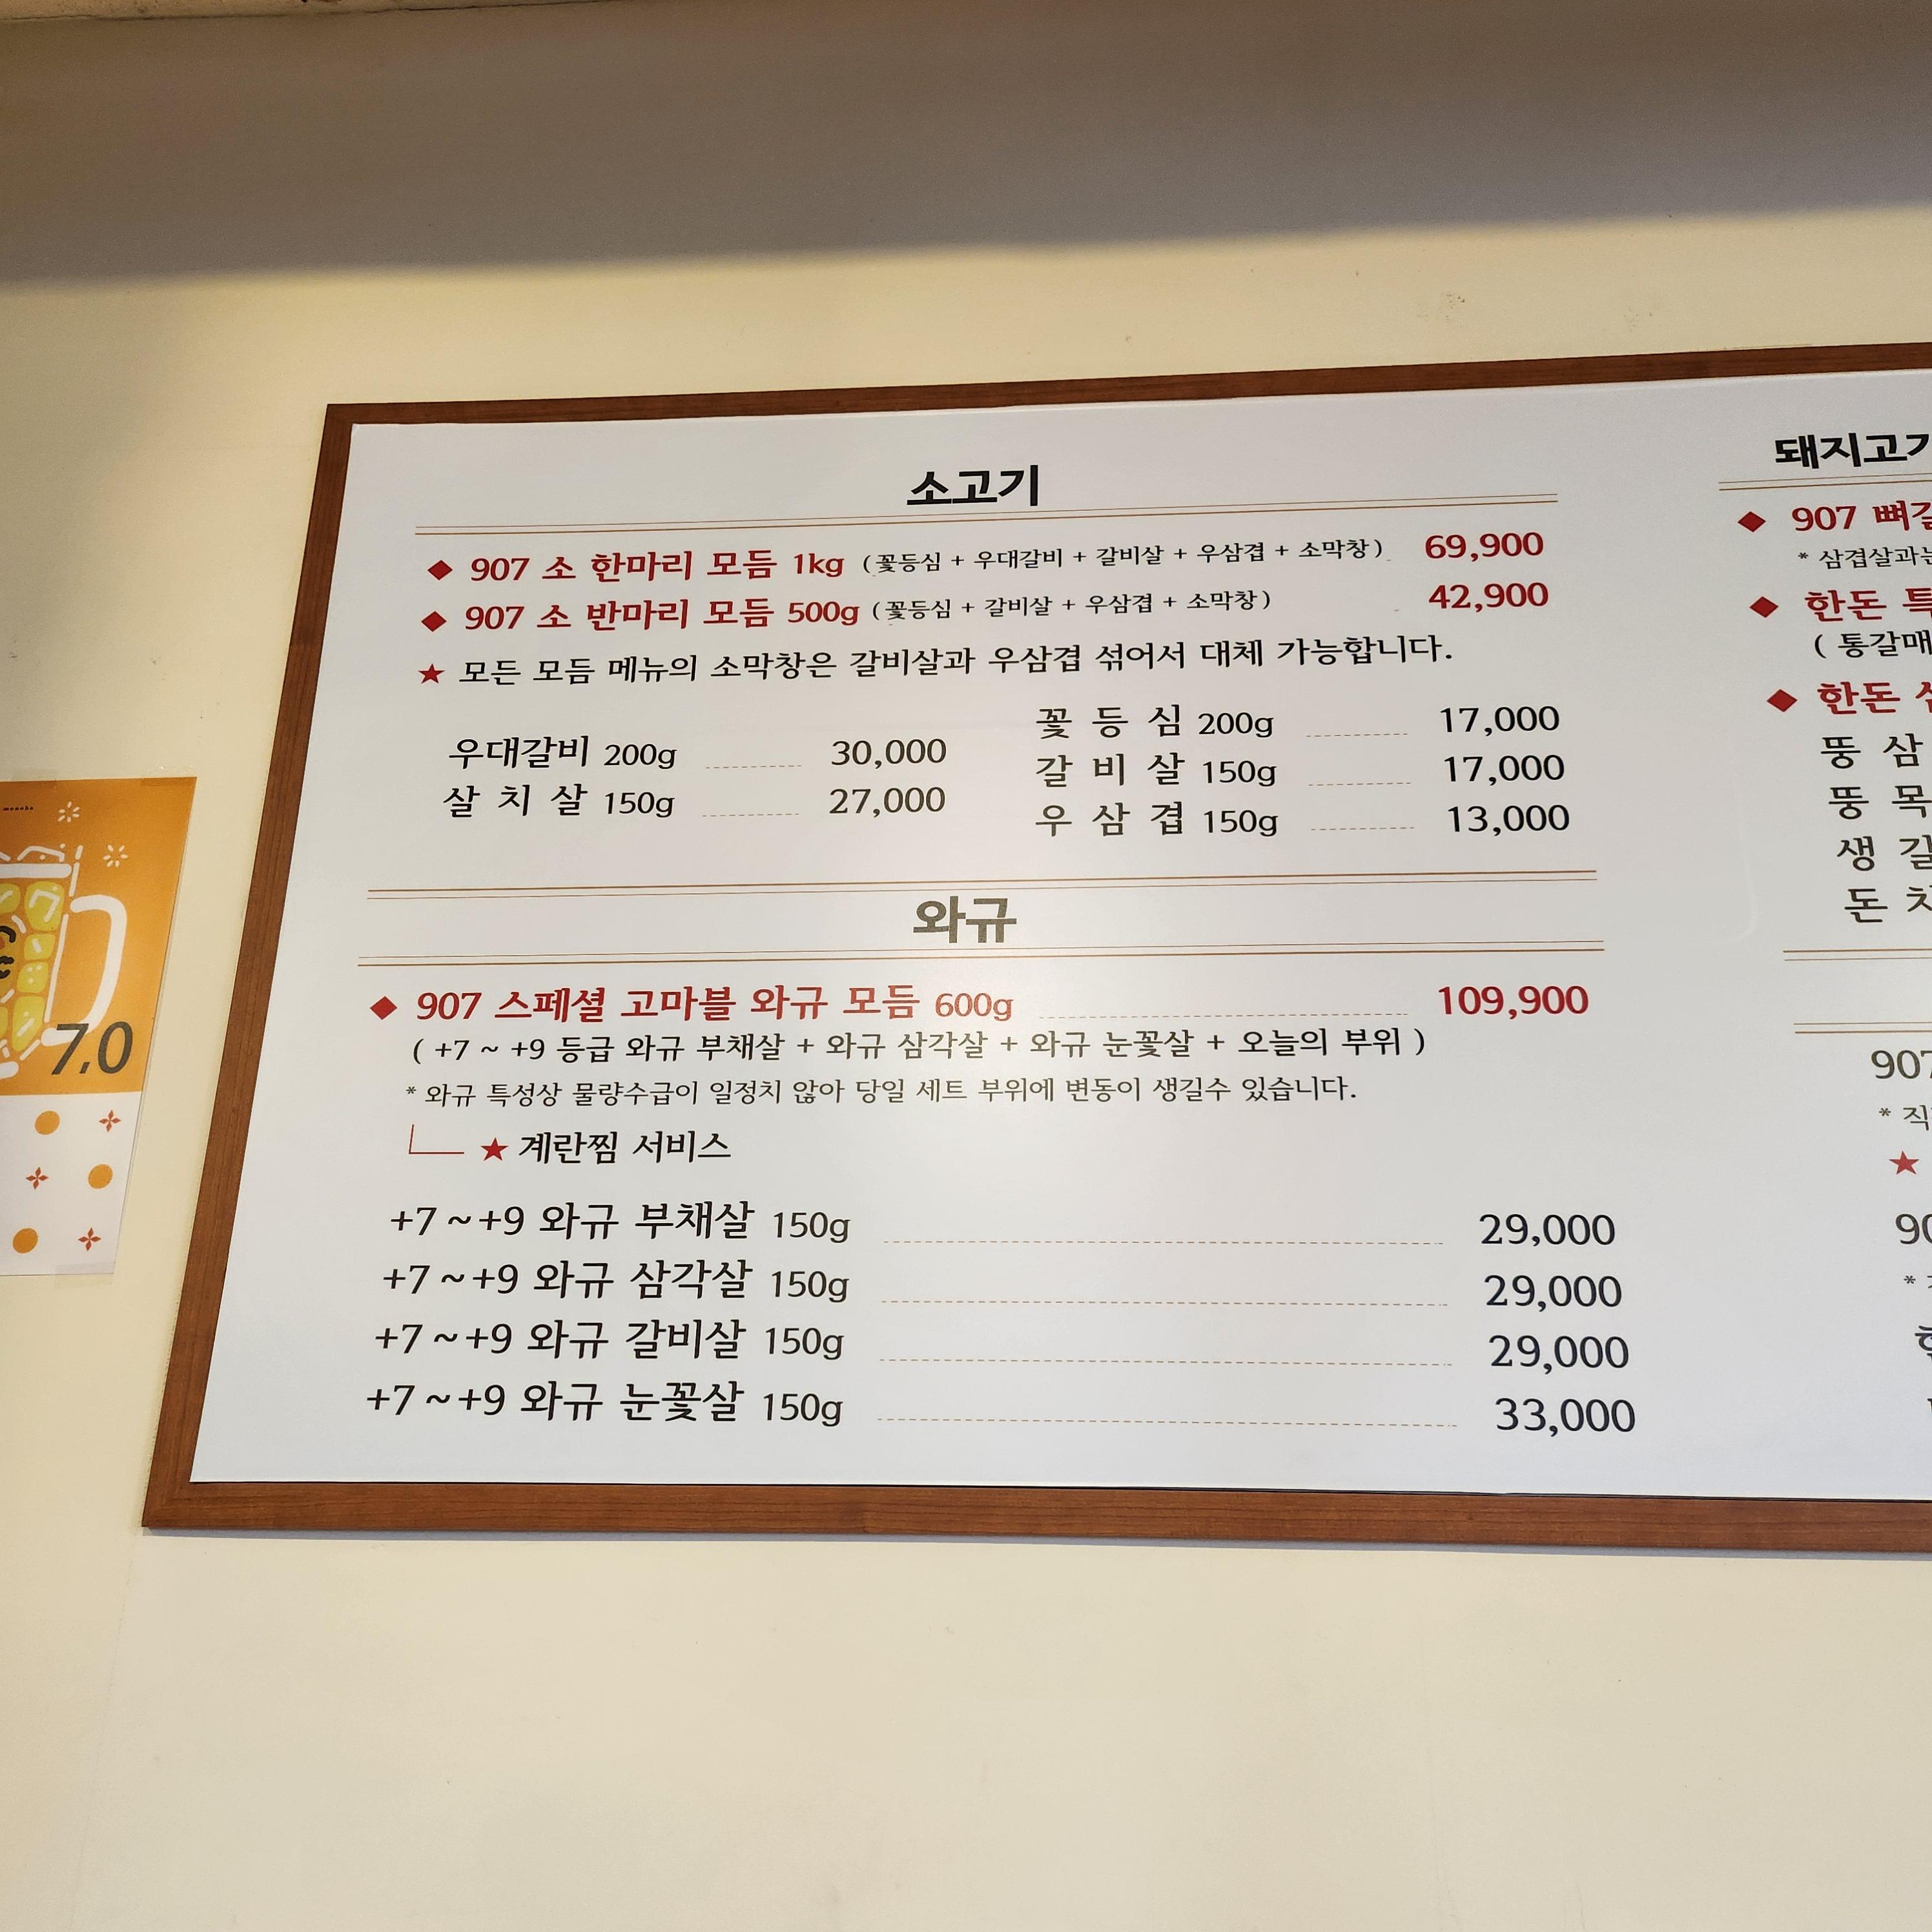 소고기
◆ 907 소 한마리 모듬 1kg (꽃등심 + 우대갈비 + 갈비살 + 우삼겹 + 소막창) 69,900
◆ 907 소 반마리 모듬 500g (꽃등심 + 갈비살 + 우삼겹 + 소막창) 42,900
★ 모든 모듬 메뉴의 소막창은 갈비살과 우삼겹 섞어서 대체 가능합니다.
우대갈비 200g 30,000
살 치 살 150g 27,000
꽃 등 심 200g 17,000
갈 비 살 150g 17,000
우 삼 겹 150g 13,000
와규
◆ 907 스페셜 고마블 와규 모듬 600g 109,900
( +7 ~ +9 등급 와규 부채살 + 와규 삼각살 + 와규 눈꽃살 + 오늘의 부위 )
* 와규 특성상 물량수급이 일정치 않아 당일 세트 부위에 변동이 생길수 있습니다.
★ 계란찜 서비스
+7 ~ +9 와규 부채살 150g 29,000
+7 ~ +9 와규 삼각살 150g 29,000
+7 ~ +9 와규 갈비살 150g 29,000
+7 ~ +9 와규 눈꽃살 150g 33,000
돼지고기
◆ 907
* 삼겹살과는
◆ 한돈 특
( 통갈매
◆ 한돈
뚱 삼
뚱 목
생 갈
돈
907
* 직
★
7.0